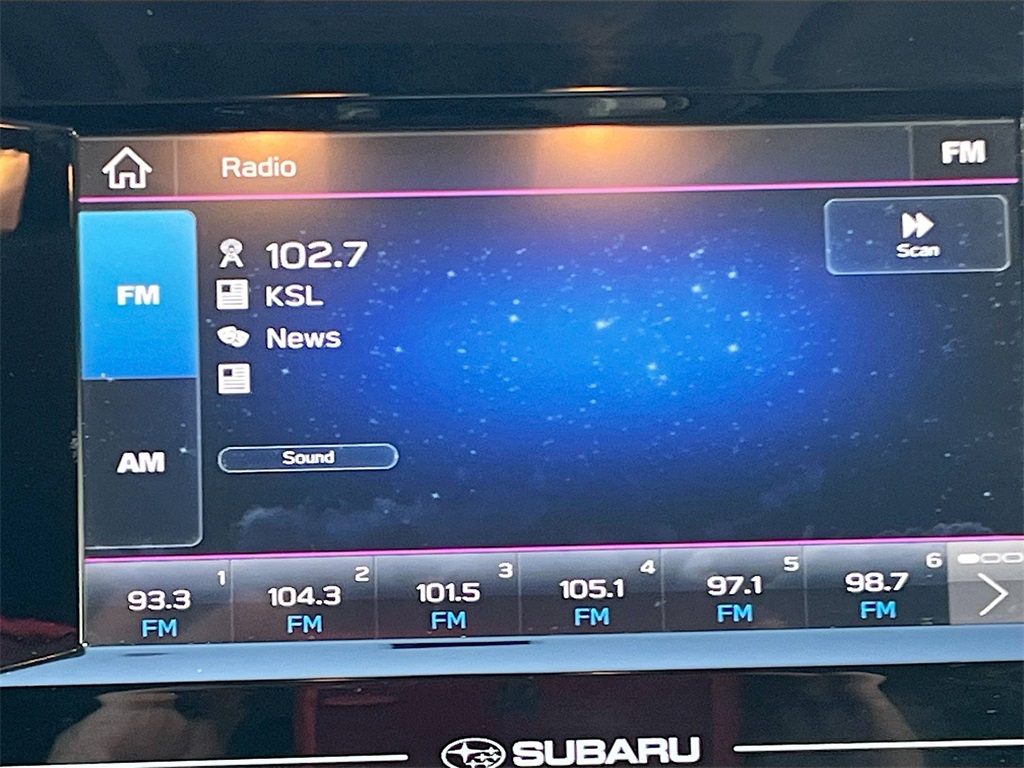 Radio
FM
102.7
Scan
FM
KSL
News
AM
Sound
1 2 3 4 5 6
93.3 104.3 101.5 105.1 97.1 98.7
FM FM FM FM FM FM
SUBARU